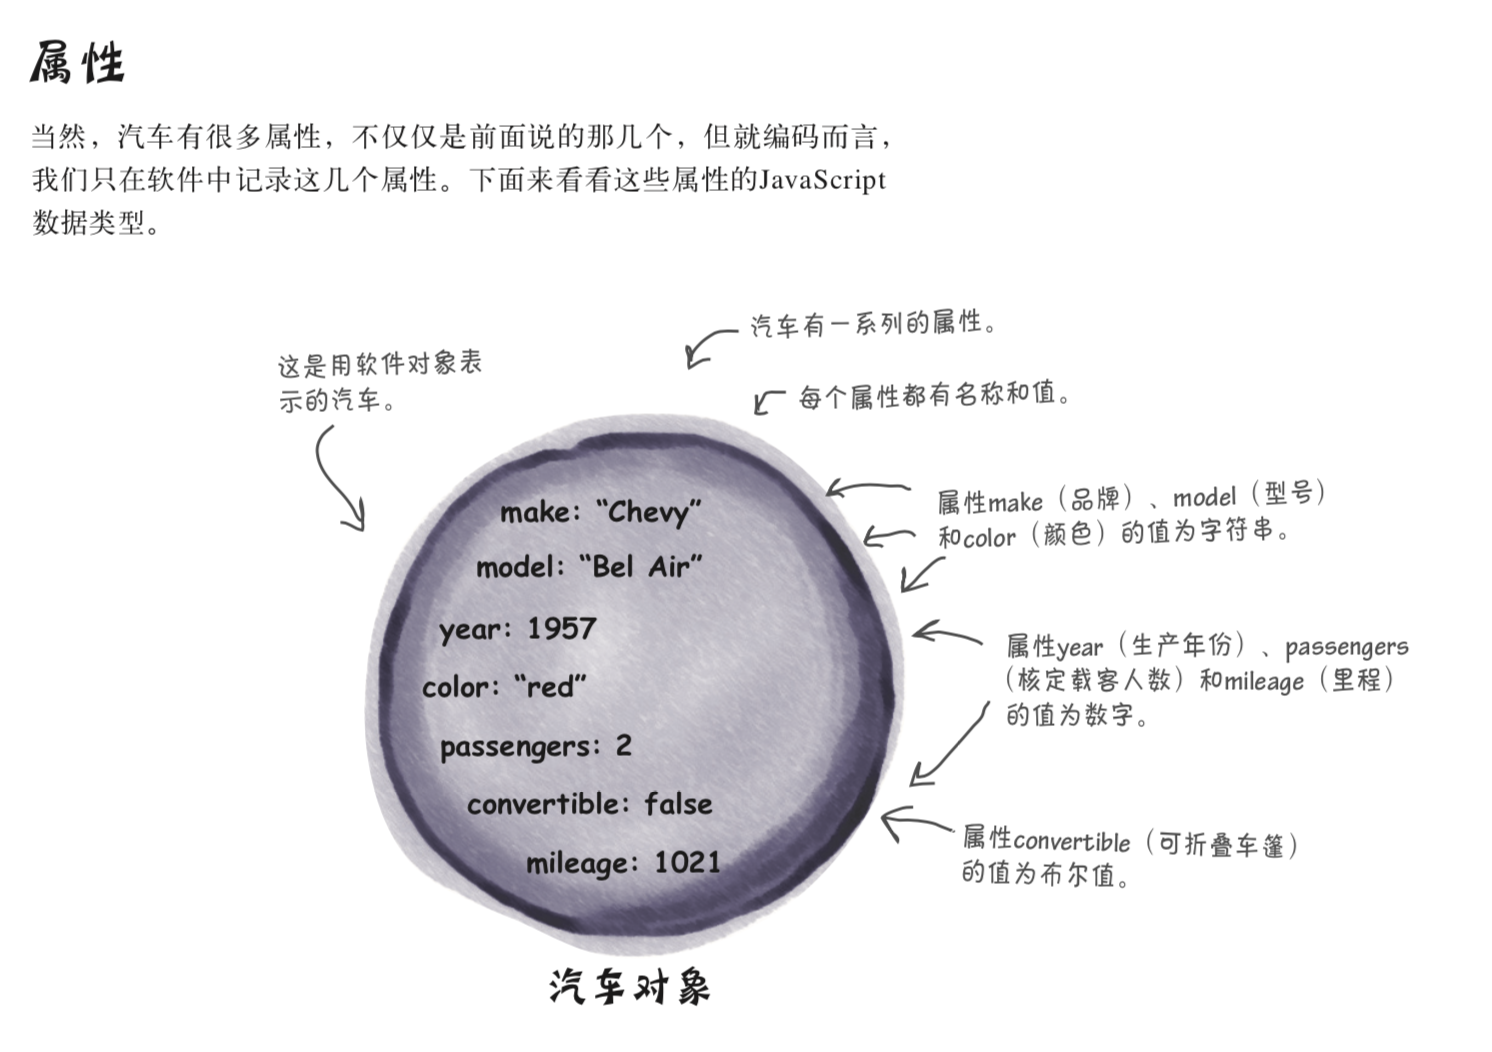 属性
当然，汽车有很多属性，不仅仅是前面说的那几个，但就编码而言，
我们只在软件中记录这几个属性。下面来看看这些属性的JavaScript
数据类型。
汽车有一系列的属性。
这是用软件对象表
示的汽车。
每个属性都有名称和值。
make: “Chevy”
model: “Bel Air”
year: 1957
color: “red”
passengers: 2
convertible: false
mileage: 1021
属性make（品牌）、model（型号）
和color（颜色）的值为字符串。
属性year（生产年份）、passengers
（核定载客人数）和mileage（里程）
的值为数字。
属性convertible（可折叠车篷）
的值为布尔值。
汽车对象